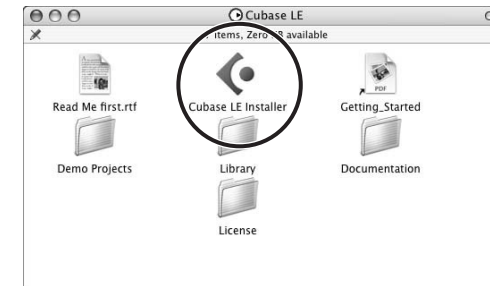 Cubase LE
items, Zero KB available
Read Me first.rtf
Cubase LE Installer
PDF
Getting_Started
Demo Projects
Library
Documentation
License